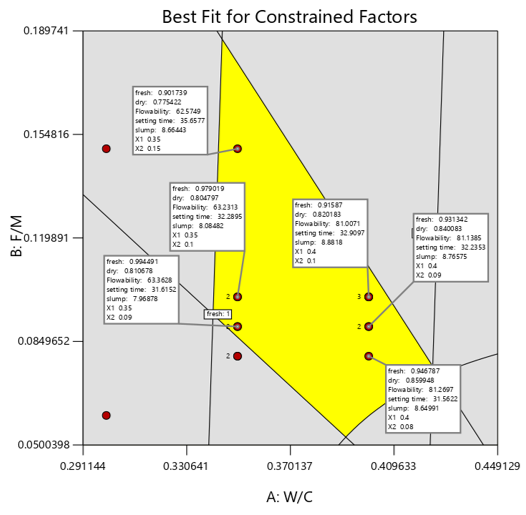 Best Fit for Constrained Factors
0.189741
0.154816
0.119891
0.0849652
0.0500398
B: F/M
fresh: 0.901739
dry: 0.775422
Flowability: 62.5749
setting time: 35.6577
slump: 8.66443
X1 0.35
X2 0.15
fresh: 0.979019
dry: 0.804797
Flowability: 63.2313
setting time: 32.2895
slump: 8.08482
X1 0.35
X2 0.1
fresh: 0.91587
dry: 0.820183
Flowability: 81.0071
setting time: 32.9097
slump: 8.8818
X1 0.4
X2 0.1
fresh: 0.931342
dry: 0.840083
Flowability: 81.1385
setting time: 32.2353
slump: 8.76575
X1 0.4
X2 0.09
fresh: 0.994491
dry: 0.810678
Flowability: 63.3628
setting time: 31.6152
slump: 7.96878
X1 0.35
X2 0.09
2
3
fresh: 1
2
2
2
fresh: 0.946787
dry: 0.859948
Flowability: 81.2697
setting time: 31.5622
slump: 8.64991
X1 0.4
X2 0.08
0.291144 0.330641 0.370137 0.409633 0.449129
A: W/C